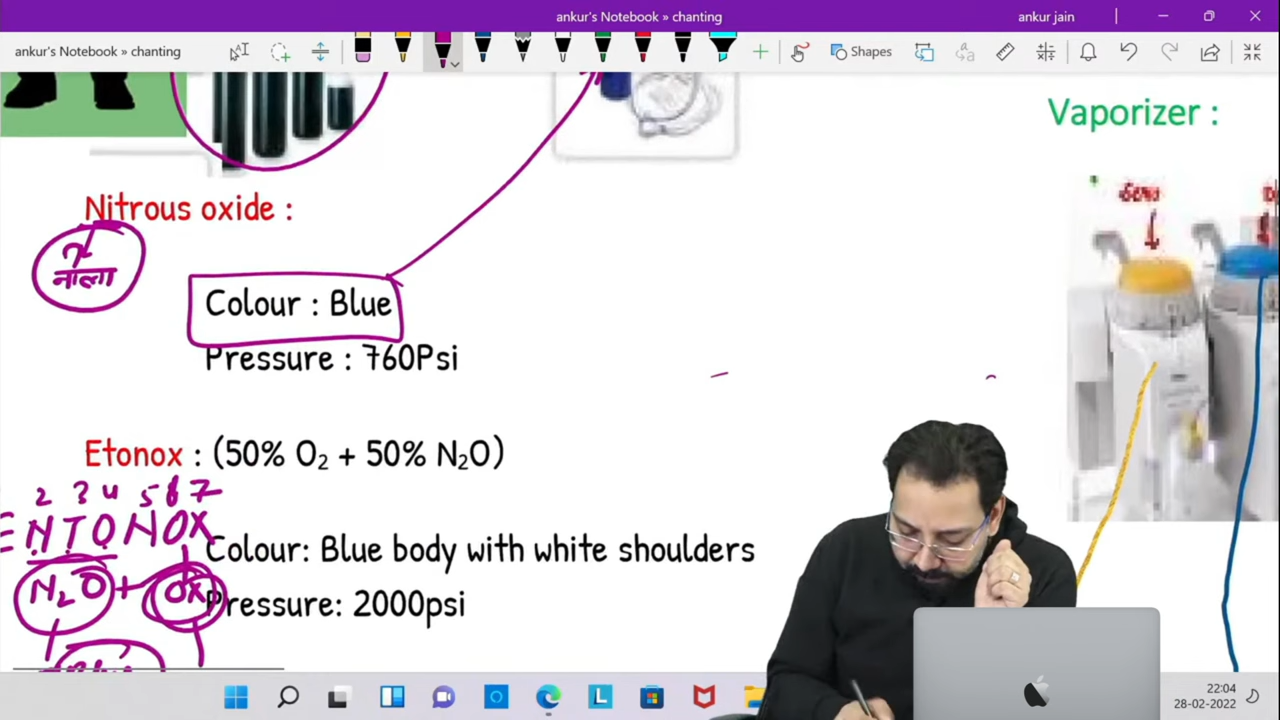 ankur's Notebook » chanting
ankur jain
ankur's Notebook » chanting
Shapes
Vaporizer :
Nitrous oxide :
Colour : Blue
Pressure : 760Psi
Etonox : (50% O₂ + 50% N₂O)
2 3 4 5 6 7
ENTONOX
N₂O + OX
Colour: Blue body with white shoulders
Pressure: 2000psi
22:04
28-02-2022